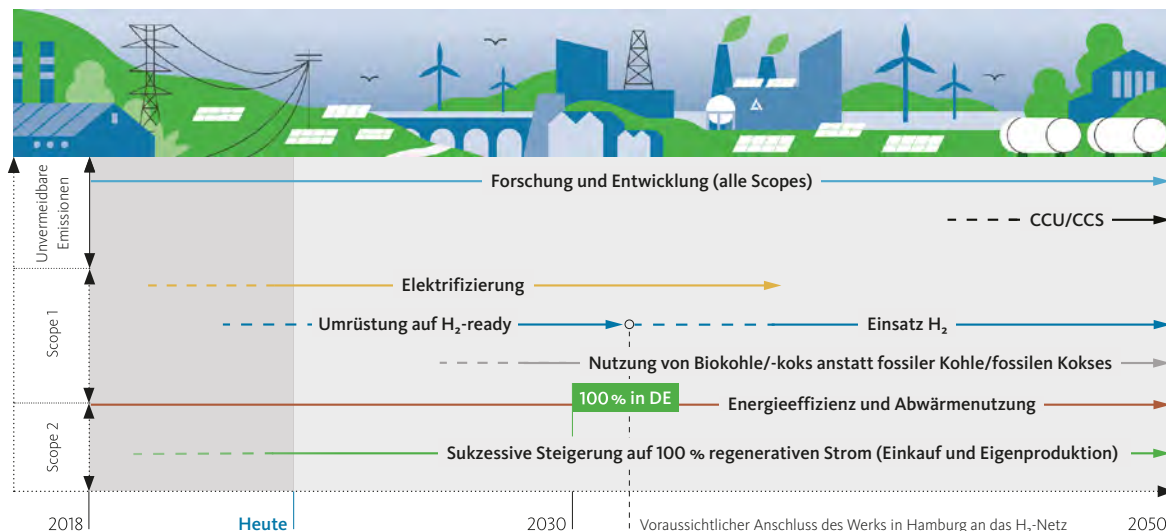 Unvermeidbare
Emissionen
Forschung und Entwicklung (alle Scopes)
CCU/CCS
Scope 1
Elektrifizierung
Umrüstung auf H₂-ready
Einsatz H₂
Nutzung von Biokohle/-koks anstatt fossiler Kohle/fossilen Kokses
100 % in DE
Energieeffizienz und Abwärmenutzung
Scope 2
Sukzessive Steigerung auf 100 % regenerativen Strom (Einkauf und Eigenproduktion)
2018
Heute
2030
Voraussichtlicher Anschluss des Werks in Hamburg an das H₂-Netz
2050